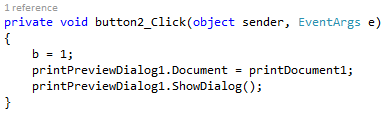 1 reference
private void button2_Click(object sender, EventArgs e)
{
    b = 1;
    printPreviewDialog1.Document = printDocument1;
    printPreviewDialog1.ShowDialog();
}